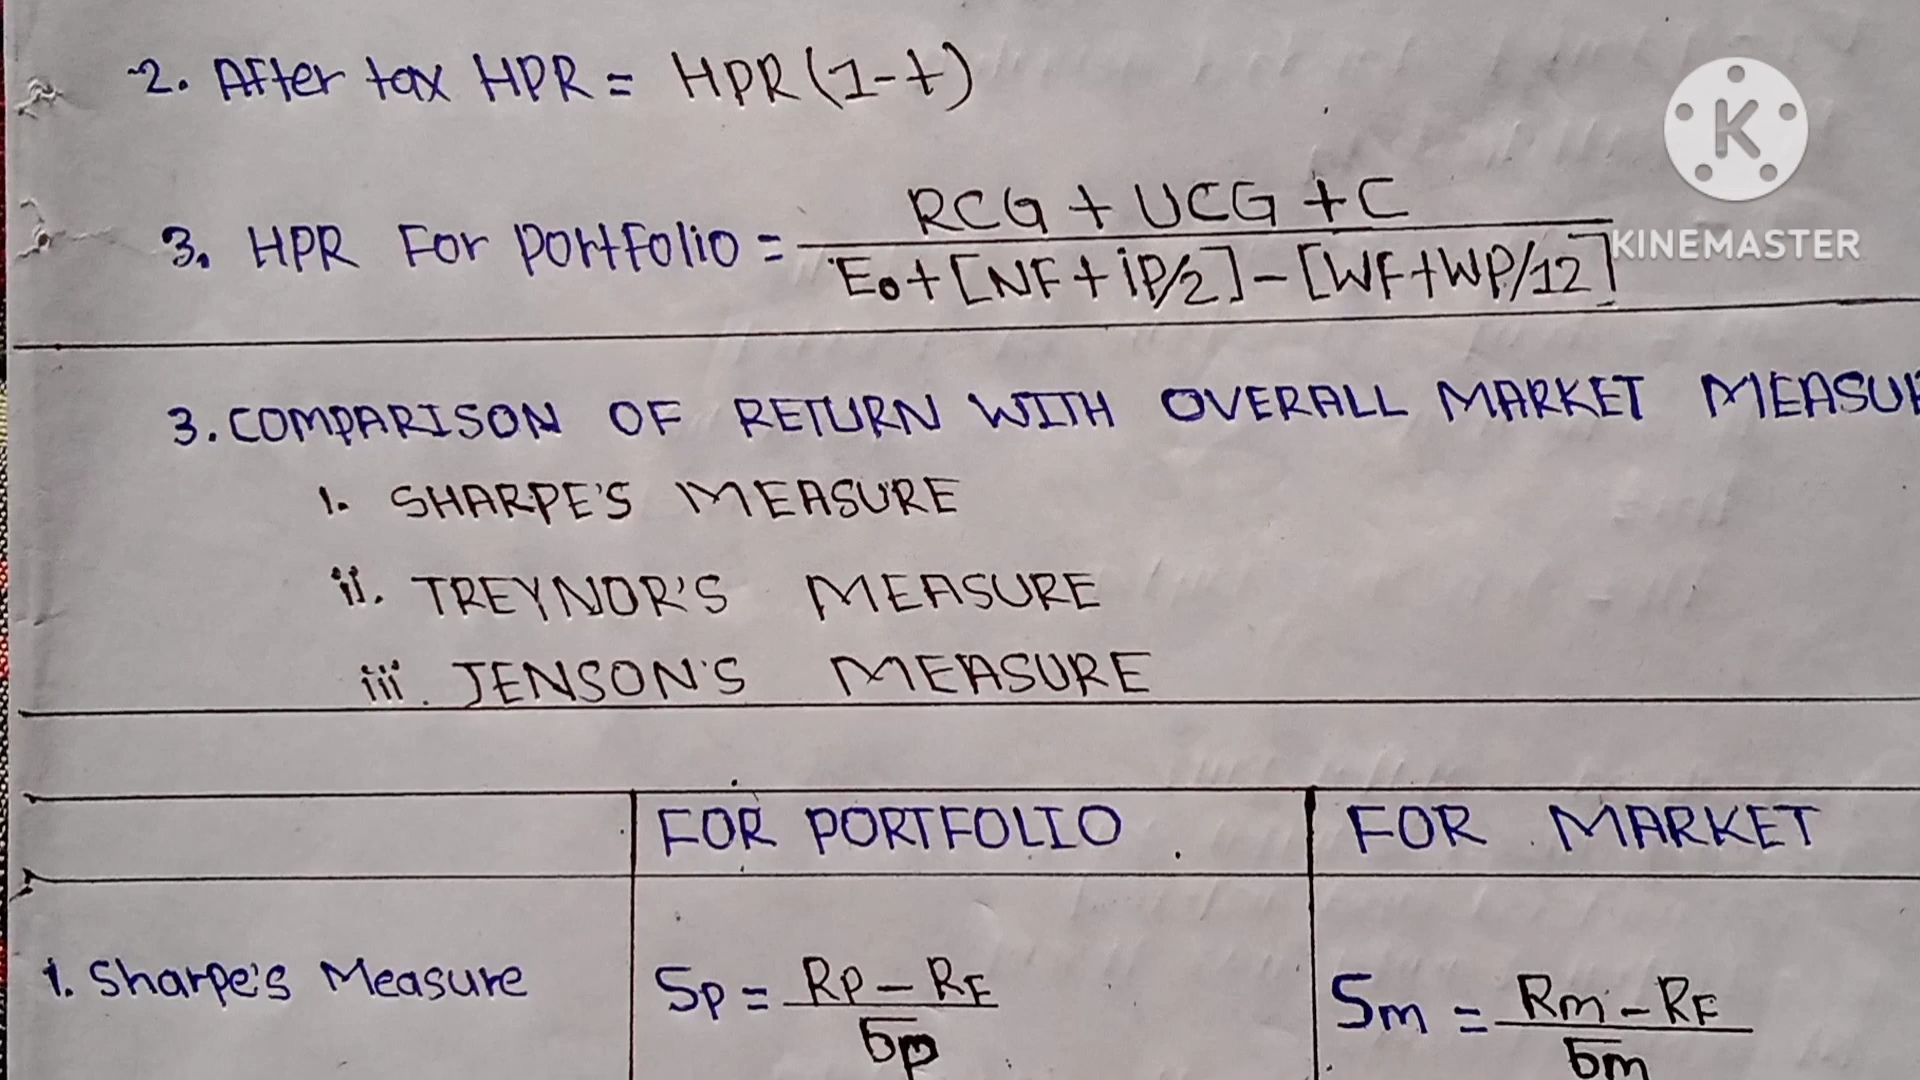 2. After tax HPR = HPR(1-t)
K
KINEMASTER
3. HPR For Portfolio = RCG + UCG + C
E0 + [NF + iP/2] - [WF+WP/12]
3. COMPARISON OF RETURN WITH OVERALL MARKET MEASUR
i. SHARPE'S MEASURE
ii. TREYNOR'S MEASURE
iii. JENSON'S MEASURE
FOR PORTFOLIO FOR MARKET
1. Sharpe's Measure Sp = Rp - RF Sm = Rm - RF
σp σm